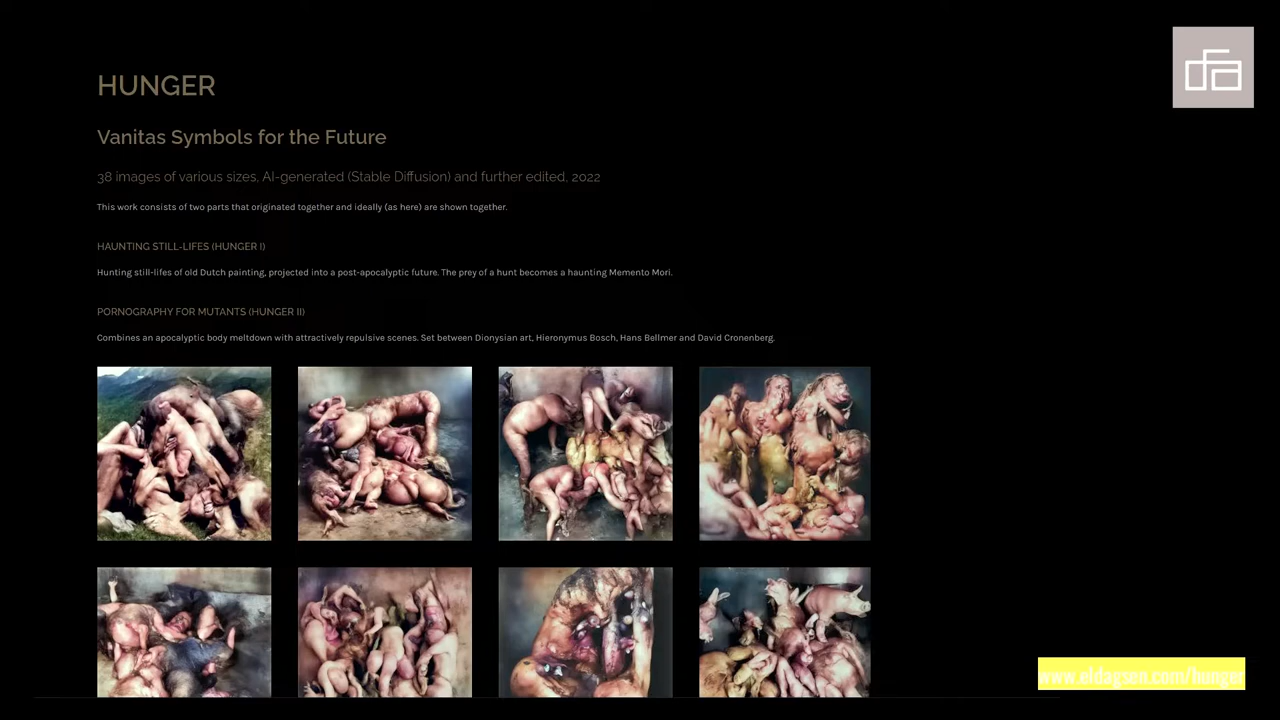 HUNGER
Vanitas Symbols for the Future
38 images of various sizes, AI-generated (Stable Diffusion) and further edited, 2022
This work consists of two parts that originated together and ideally (as here) are shown together.
HAUNTING STILL-LIFES (HUNGER I)
Hunting still-lifes of old Dutch painting, projected into a post-apocalyptic future. The prey of a hunt becomes a haunting Memento Mori.
PORNOGRAPHY FOR MUTANTS (HUNGER II)
Combines an apocalyptic body meltdown with attractively repulsive scenes. Set between Dionysian art, Hieronymus Bosch, Hans Bellmer and David Cronenberg.
dfa
www.eldagsen.com/hunger